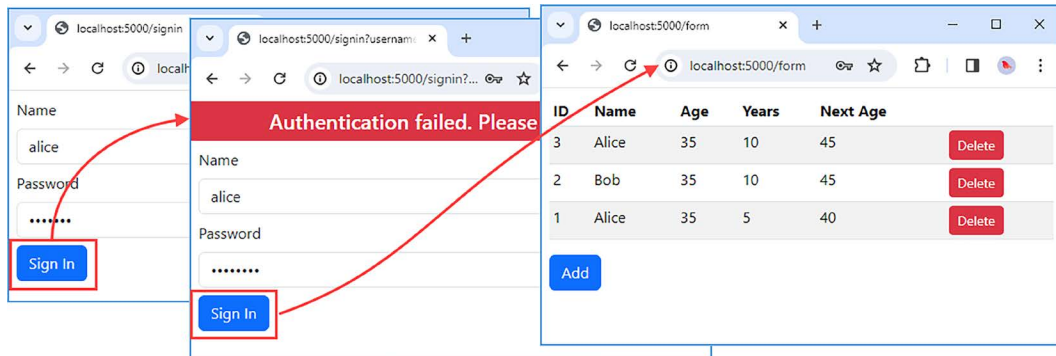 localhost:5000/signin
localh
Name
alice
Password
•••••••
Sign In
localhost:5000/signin?usernam
localhost:5000/signin?...
Authentication failed. Please
Name
alice
Password
••••••••
Sign In
localhost:5000/form
localhost:5000/form
ID Name Age Years Next Age
3 Alice 35 10 45 Delete
2 Bob 35 10 45 Delete
1 Alice 35 5 40 Delete
Add